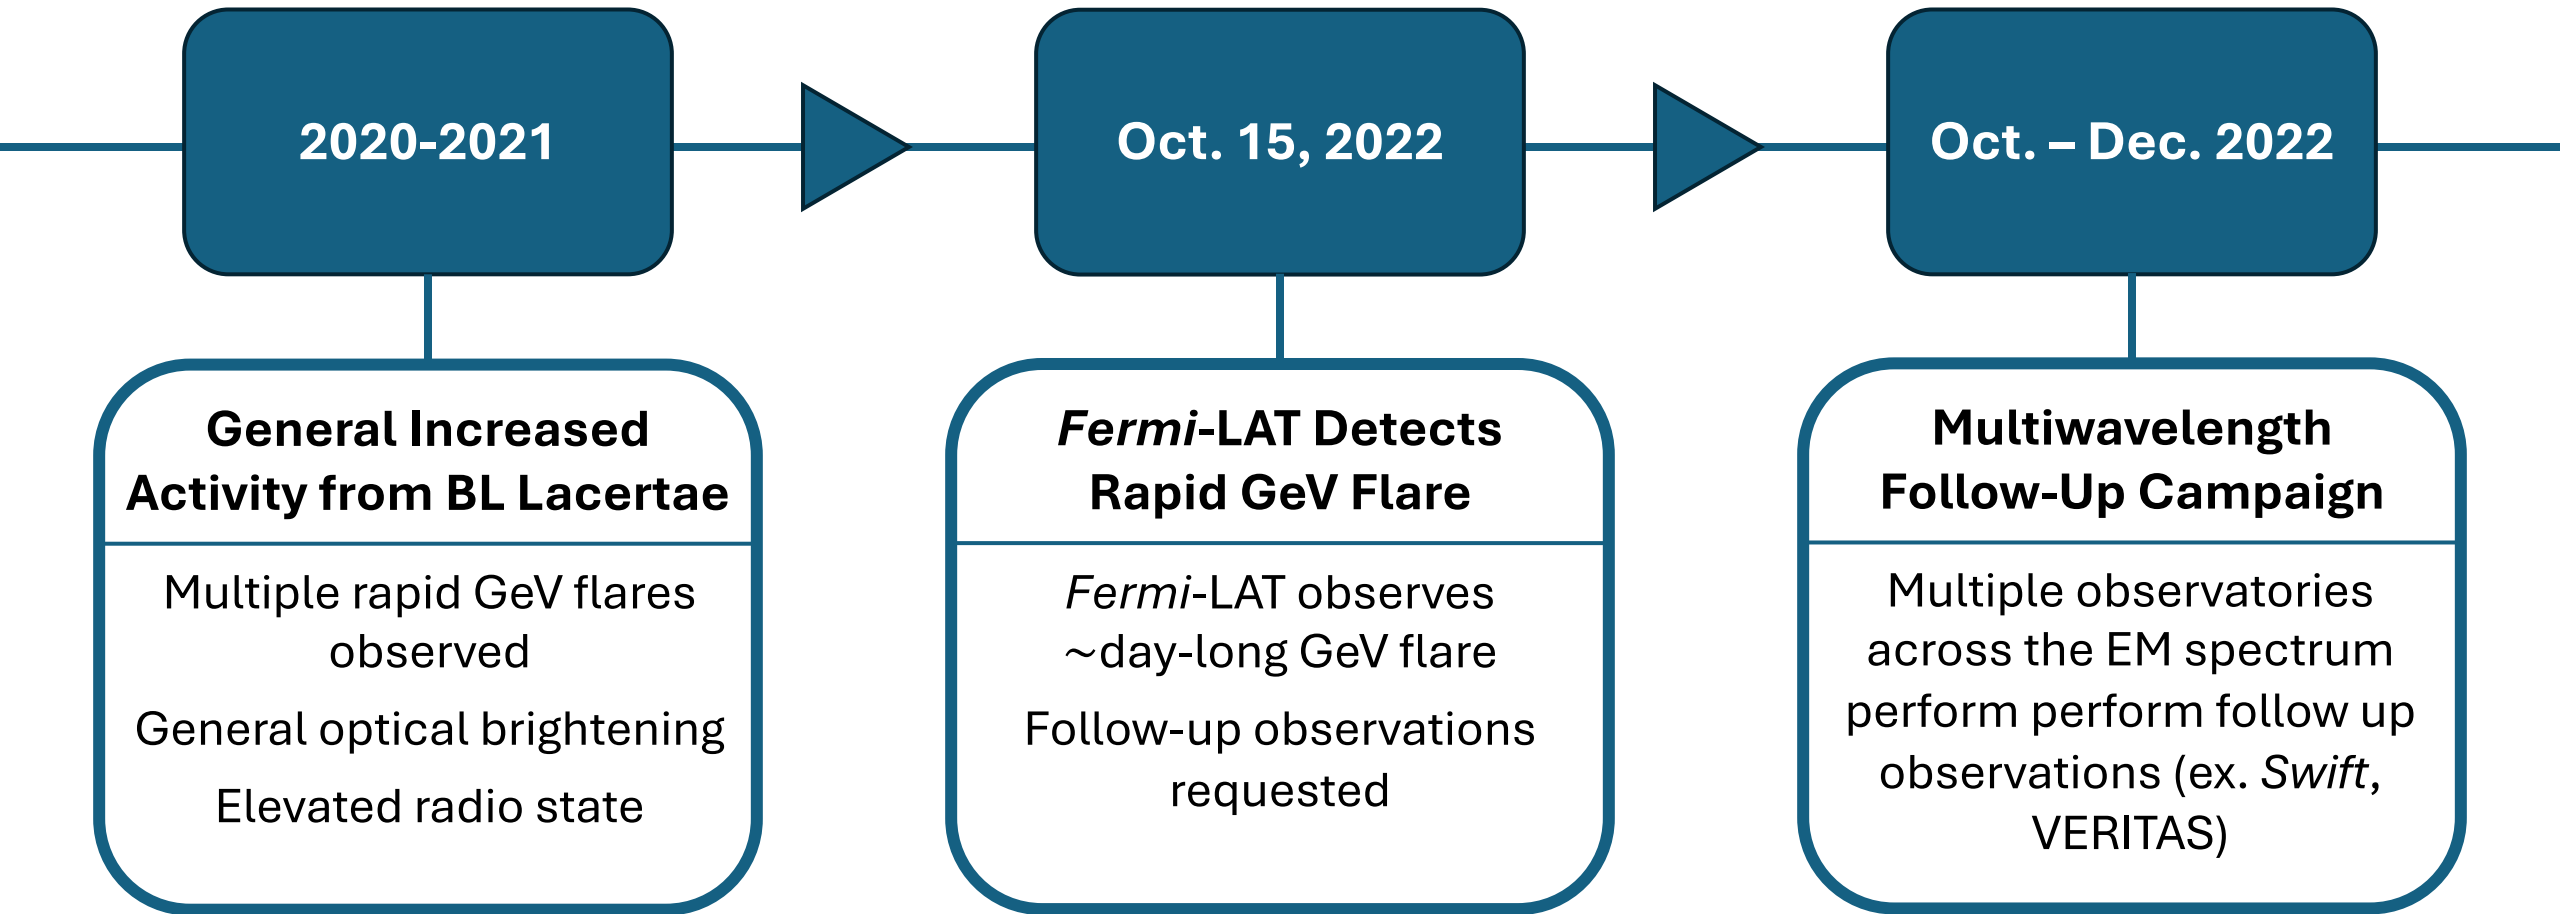 2020-2021
General Increased
Activity from BL Lacertae
Multiple rapid GeV flares
observed
General optical brightening
Elevated radio state
Oct. 15, 2022
Fermi-LAT Detects
Rapid GeV Flare
Fermi-LAT observes
~day-long GeV flare
Follow-up observations
requested
Oct. – Dec. 2022
Multiwavelength
Follow-Up Campaign
Multiple observatories
across the EM spectrum
perform perform follow up
observations (ex. Swift,
VERITAS)